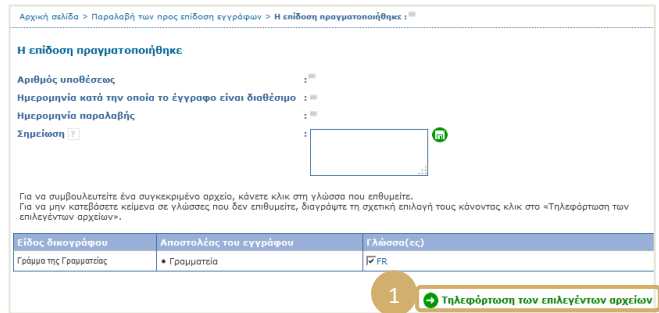 Αρχική σελίδα > Παραλαβή των προς επίδοση εγγράφων > Η επίδοση πραγματοποιήθηκε :
Η επίδοση πραγματοποιήθηκε
Αριθμός υποθέσεως :
Ημερομηνία κατά την οποία το έγγραφο είναι διαθέσιμο :
Ημερομηνία παραλαβής :
Σημείωση ? :
Για να συμβουλευτείτε ένα συγκεκριμένο αρχείο, κάνετε κλικ στη γλώσσα που επθυμείτε.
Για να μην κατεβάσετε κείμενα σε γλώσσες που δεν επιθυμείτε, διαγράψτε τη σχετική επιλογή τους κάνοντας κλικ στο «Τηλεφόρτωση των
επιλεγέντων αρχείων».
Είδος δικογράφου Αποστολέας του εγγράφου Γλώσσα(ες)
Γράμμα της Γραμματείας • Γραμματεία FR
1 Τηλεφόρτωση των επιλεγέντων αρχείων